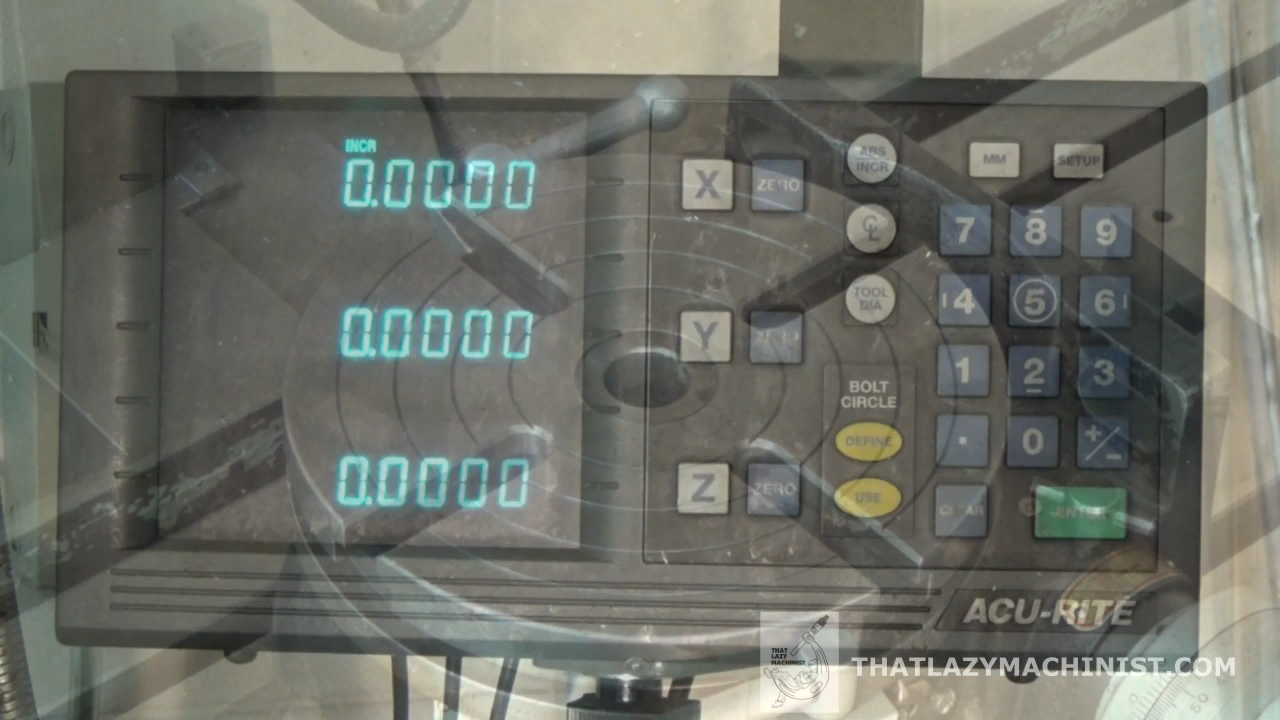 INCR
0.0000
0.0000
0.0000
X
ZERO
ABS
INCR
MM
SETUP
CL
7 8 9
TOOL
DIA
4 5 6
Y
ZERO
1 2 3
BOLT
CIRCLE
DEFINE
. 0 +/-
Z
ZERO
USE
CLEAR
ENTER
ACU-RITE
THAT
LAZY
MACHINIST
THATLAZYMACHINIST.COM
50